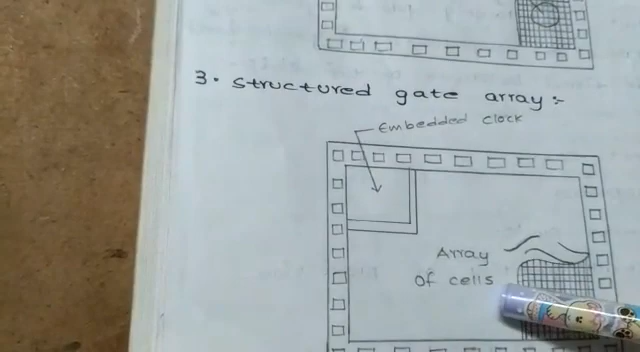 3. Structured gate array :-
Embedded clock
Array
of cells